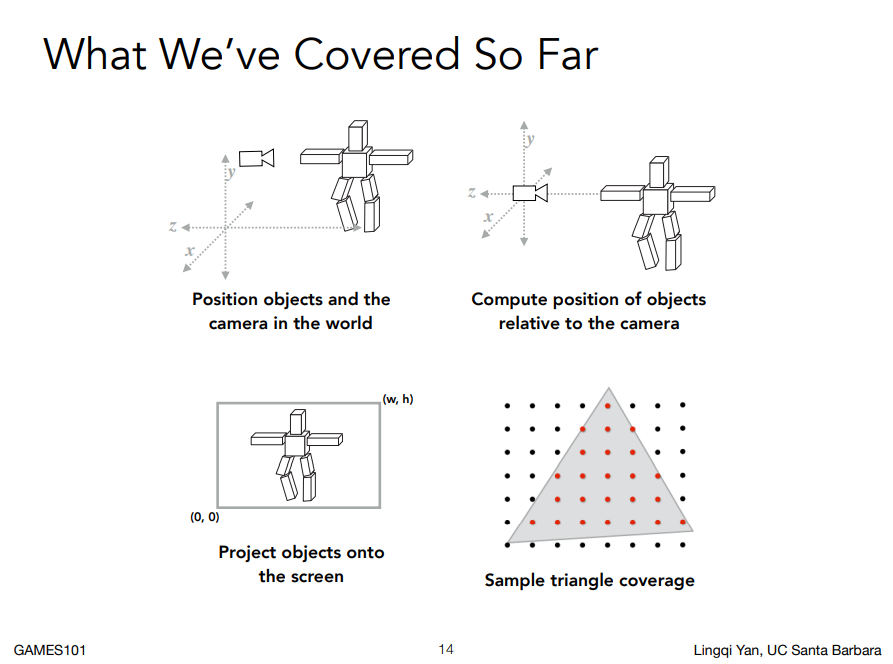 What We've Covered So Far
y
z
x
Position objects and the
camera in the world
y
z
x
Compute position of objects
relative to the camera
(w, h)
(0, 0)
Project objects onto
the screen
Sample triangle coverage
GAMES101
14
Lingqi Yan, UC Santa Barbara